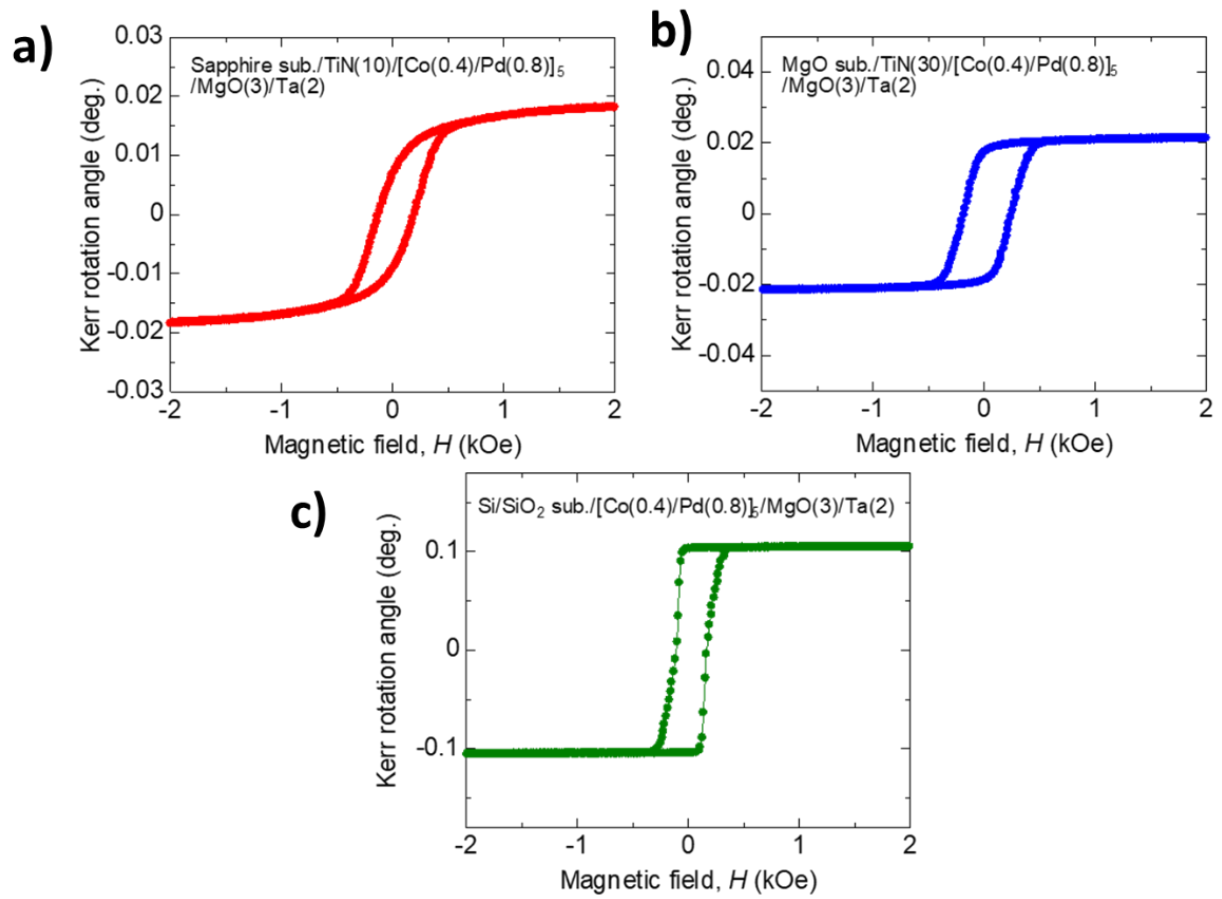 a)
Sapphire sub./TiN(10)/[Co(0.4)/Pd(0.8)]₅
/MgO(3)/Ta(2)
Kerr rotation angle (deg.)
0.03
0.02
0.01
0
-0.01
-0.02
-0.03
-2
-1
0
1
2
Magnetic field, H (kOe)
b)
MgO sub./TiN(30)/[Co(0.4)/Pd(0.8)]₅
/MgO(3)/Ta(2)
Kerr rotation angle (deg.)
0.04
0.02
0
-0.02
-0.04
-2
-1
0
1
2
Magnetic field, H (kOe)
c)
Si/SiO₂ sub./[Co(0.4)/Pd(0.8)]₅/MgO(3)/Ta(2)
Kerr rotation angle (deg.)
0.1
0
-0.1
-2
-1
0
1
2
Magnetic field, H (kOe)